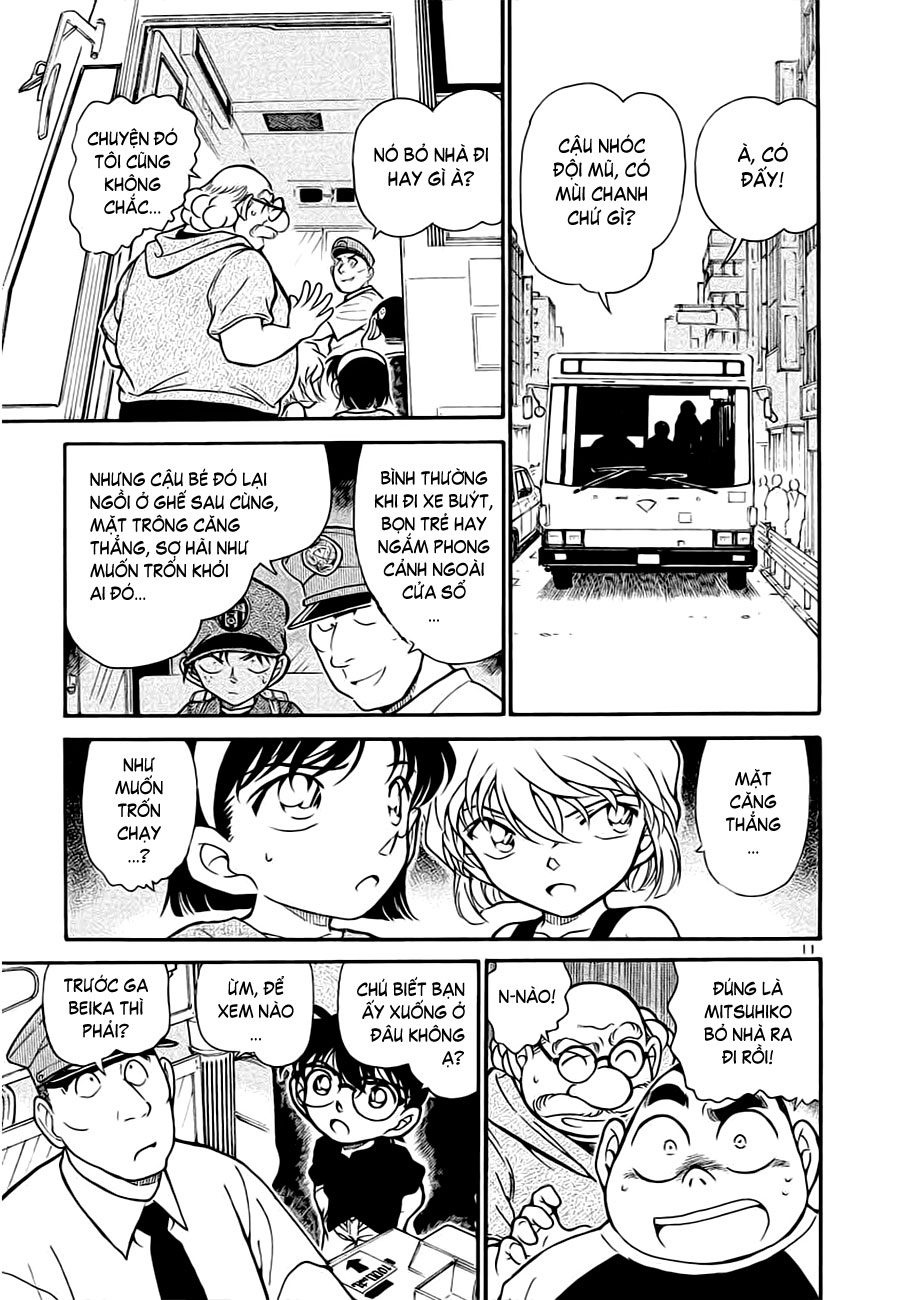 À, CÓ
ĐẤY!
CẬU NHÓC
ĐỘI MŨ, CÓ
MÙI CHANH
CHỨ GÌ?
NÓ BỎ NHÀ ĐI
HAY GÌ À?
CHUYỆN ĐÓ
TÔI CŨNG
KHÔNG
CHẮC...
BÌNH THƯỜNG
KHI ĐI XE BUÝT,
BỌN TRẺ HAY
NGẮM PHONG
CẢNH NGOÀI
CỬA SỔ
...
NHƯNG CẬU BÉ ĐÓ LẠI
NGỒI Ở GHẾ SAU CÙNG,
MẶT TRÔNG CĂNG
THẲNG, SỢ HÃI NHƯ
MUỐN TRỐN KHỎI
AI ĐÓ...
MẶT
CĂNG
THẲNG
...
NHƯ
MUỐN
TRỐN
CHẠY
...?
11
ĐÚNG LÀ
MITSUHIKO
BỎ NHÀ RA
ĐI RỒI!
N-NÀO!
CHÚ BIẾT BẠN
ẤY XUỐNG Ở
ĐÂU KHÔNG
Ạ?
ỪM, ĐỂ
XEM NÀO
...
TRƯỚC GA
BEIKA THÌ
PHẢI?